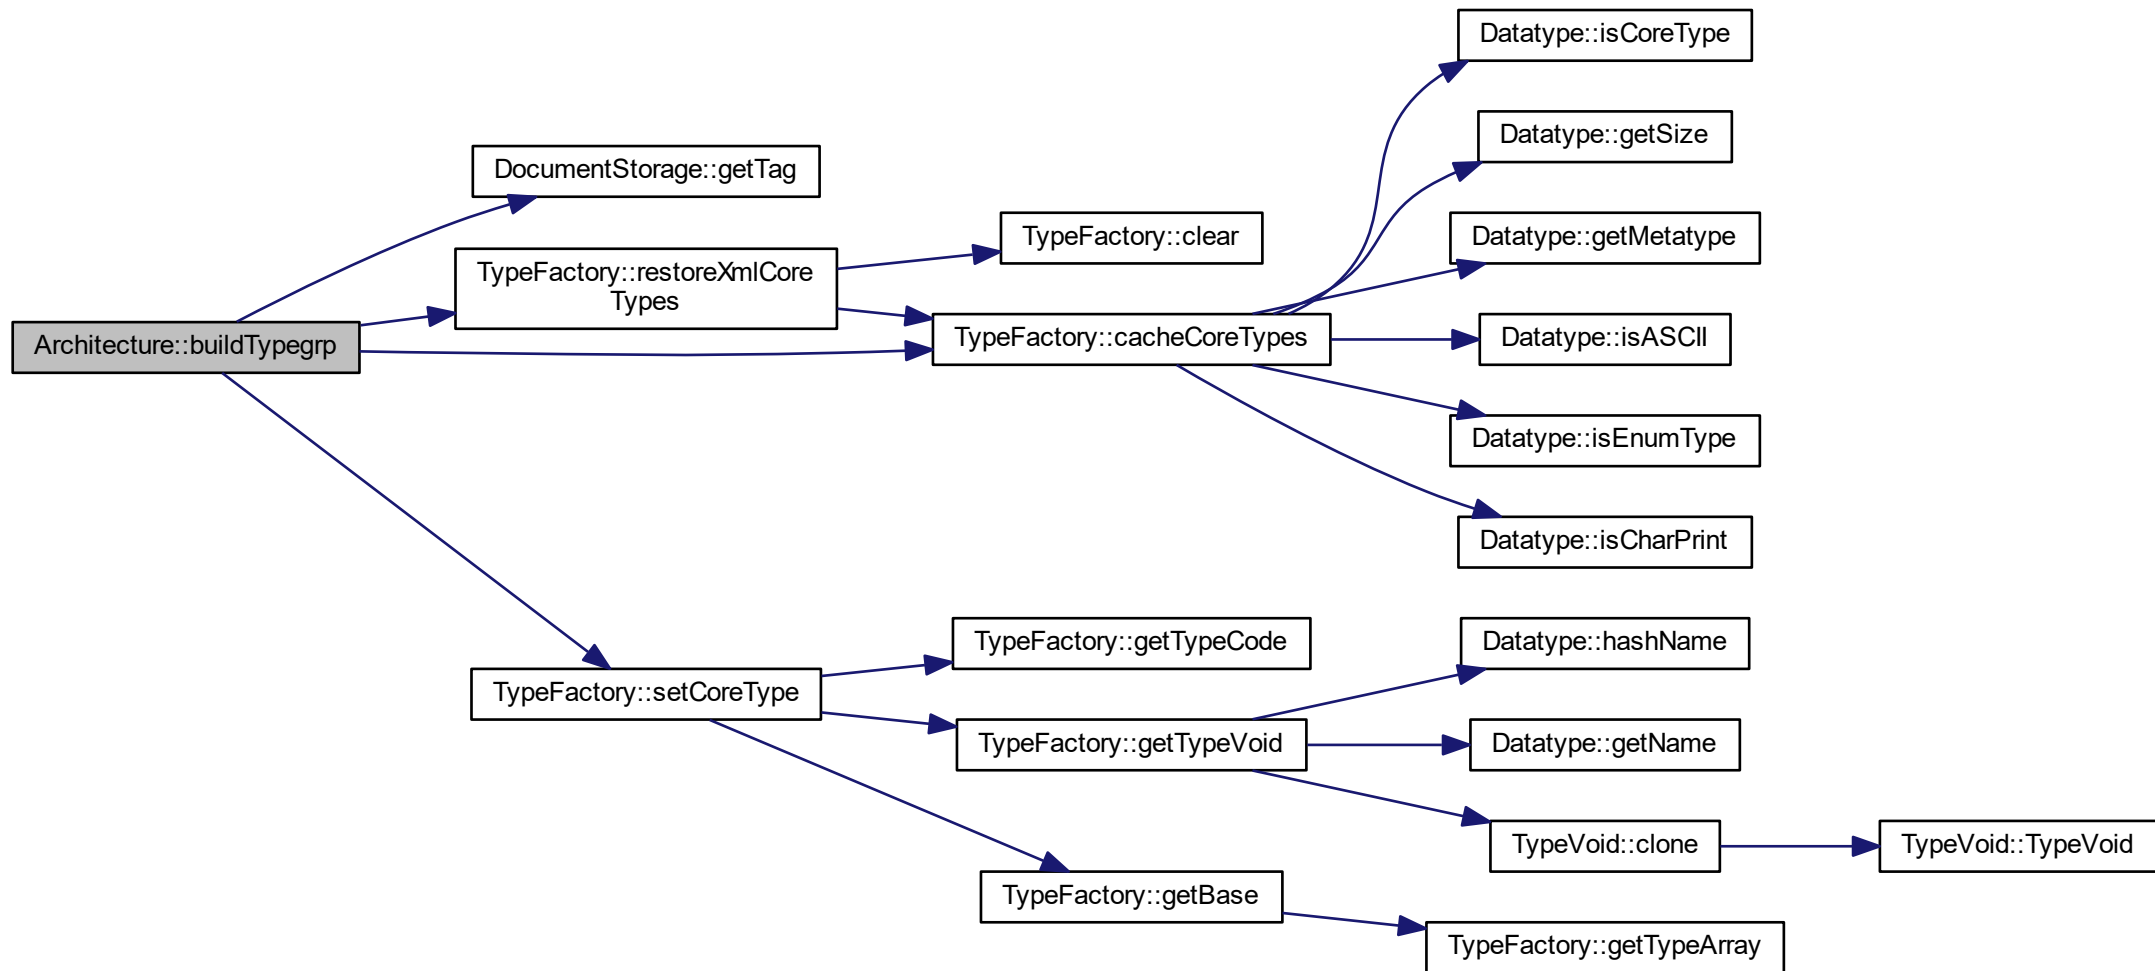 Datatype::isCoreType
Datatype::getSize
DocumentStorage::getTag
TypeFactory::clear
Datatype::getMetatype
TypeFactory::restoreXmlCore
Types
Architecture::buildTypegrp
TypeFactory::cacheCoreTypes
Datatype::isASCII
Datatype::isEnumType
Datatype::isCharPrint
TypeFactory::getTypeCode
Datatype::hashName
TypeFactory::setCoreType
TypeFactory::getTypeVoid
Datatype::getName
TypeVoid::clone
TypeVoid::TypeVoid
TypeFactory::getBase
TypeFactory::getTypeArray